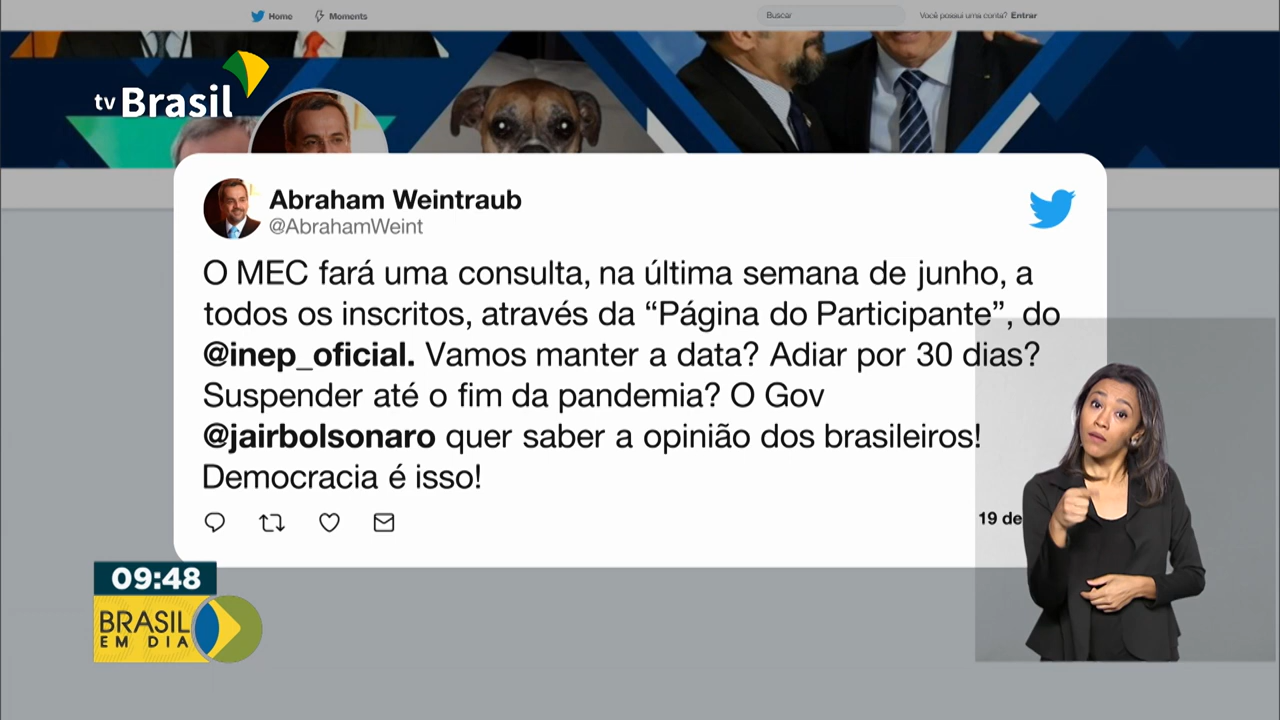 Home
Moments
Buscar
Você possui uma conta? Entrar
tv Brasil
Abraham Weintraub
@AbrahamWeint
O MEC fará uma consulta, na última semana de junho, a
todos os inscritos, através da “Página do Participante”, do
@inep_oficial. Vamos manter a data? Adiar por 30 dias?
Suspender até o fim da pandemia? O Gov
@jairbolsonaro quer saber a opinião dos brasileiros!
Democracia é isso!
19 de
09:48
BRASIL
EM DIA